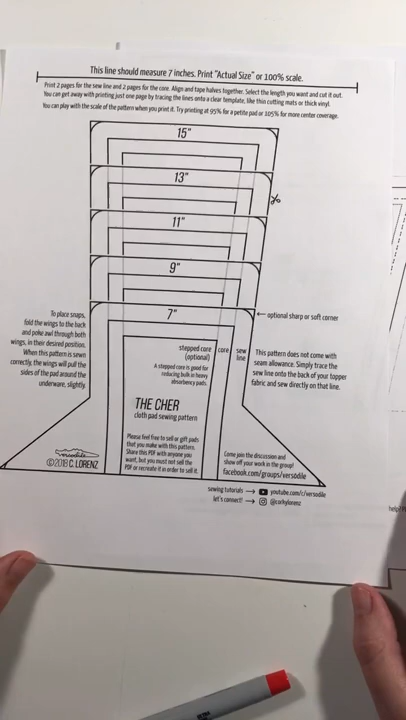 This line should measure 7 inches. Print "Actual Size" or 100% scale.
Print 2 pages for the sew line and 2 pages for the core. Align and tape halves together. Select the length you want and cut it out.
You can get away with printing just one page by tracing the lines onto a clear template, like thin cutting mats or thick vinyl.
You can play with the scale of the pattern when you print it. Try printing at 95% for a petite pad or 105% for more center coverage.
15"
13"
11"
9"
7"
optional sharp or soft corner
To place snaps,
fold the wings to the back
and poke awl through both
wings, in their desired position.
When this pattern is sewn
correctly, the wings will pull the
sides of the pad around the
underwear, slightly.
stepped core
(optional)
A stepped core is good for
reducing bulk in heavy
absorbency pads.
core
sew
line
This pattern does not come with
seam allowance. Simply trace the
sew line onto the back of your topper
fabric and sew directly on that line.
THE CHER
cloth pad sewing pattern
Please feel free to sell or gift pads
that you make with this pattern.
Share this PDF with anyone you
want, but you must not sell the
PDF or recreate it in order to sell it.
versodile
©2018 C. LORENZ
Come join the discussion and
show off your work in the group!
facebook.com/groups/versodile
sewing tutorials → youtube.com/c/versodile
let's connect! → @corkylorenz
help?